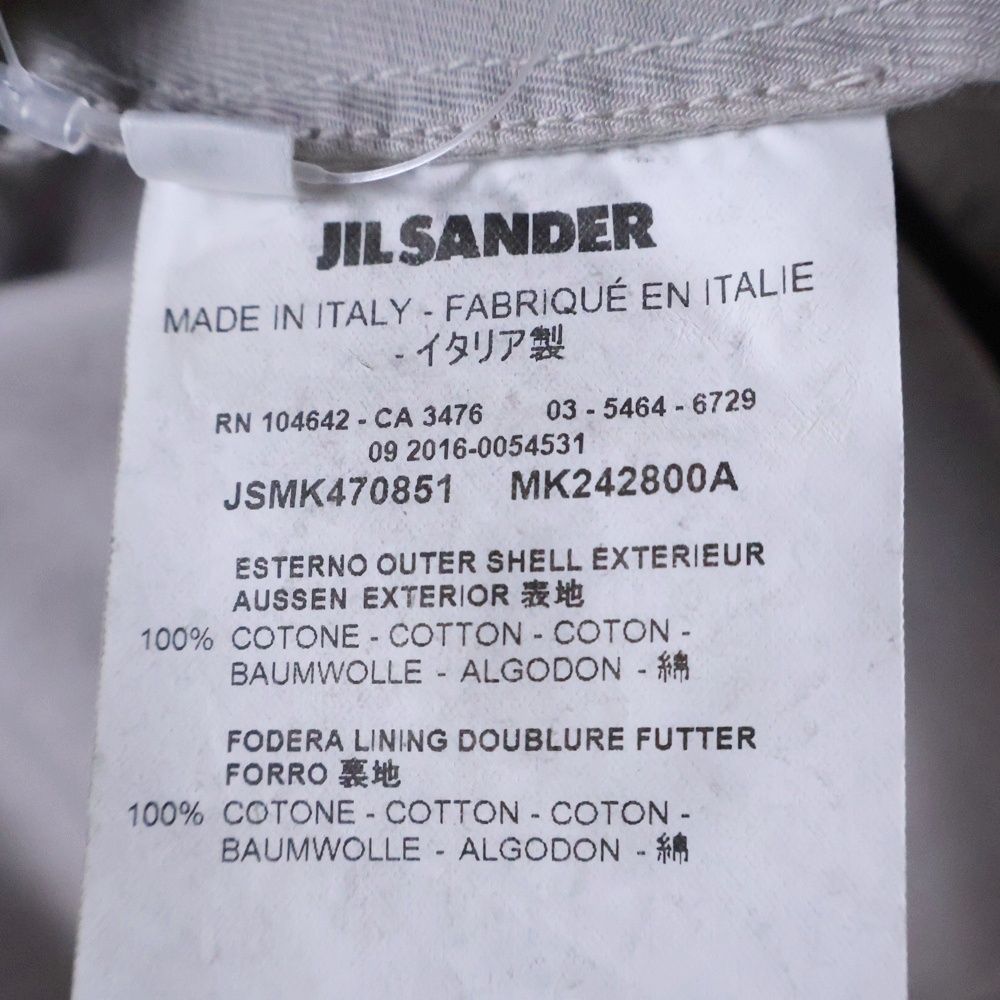 JIL SANDER
MADE IN ITALY - FABRIQUÉ EN ITALIE
- イタリア製
RN 104642 - CA 3476 03 - 5464 - 6729
09 2016-0054531
JSMK470851 MK242800A
ESTERNO OUTER SHELL EXTERIEUR
AUSSEN EXTERIOR 表地
100% COTONE - COTTON - COTON -
BAUMWOLLE - ALGODON - 綿
FODERA LINING DOUBLURE FUTTER
FORRO 裏地
100% COTONE - COTTON - COTON -
BAUMWOLLE - ALGODON - 綿